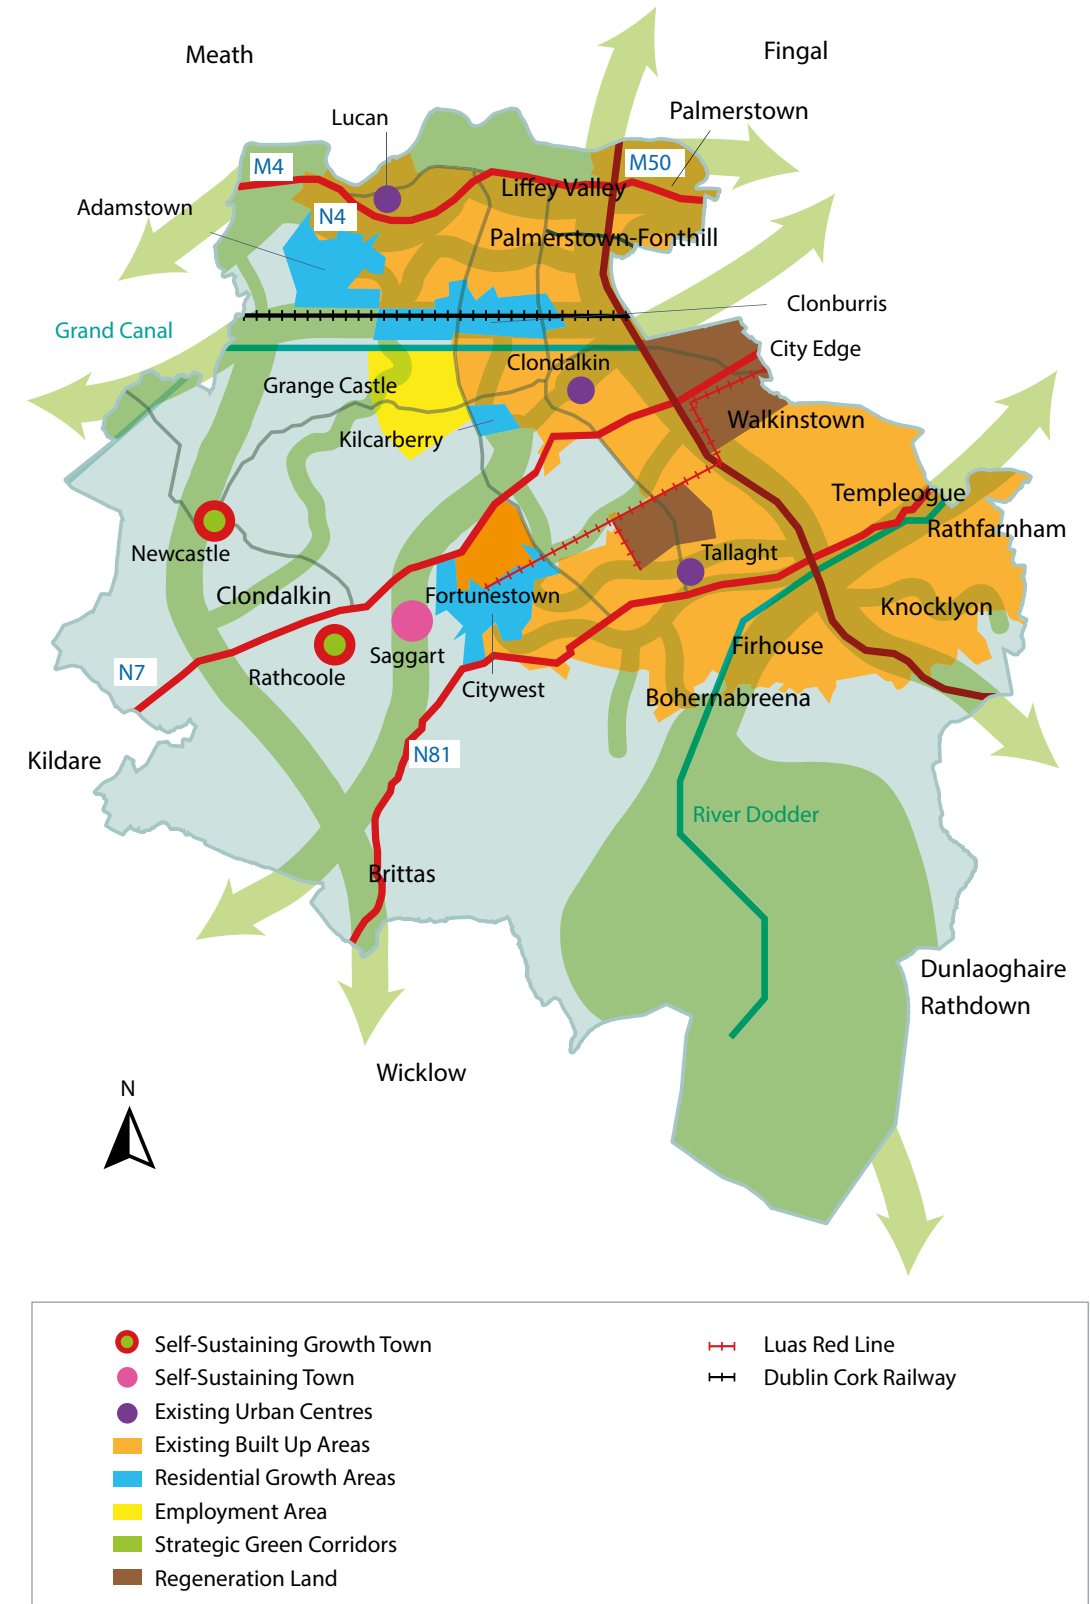 Meath
Fingal
Lucan
Palmerstown
M4
M50
Liffey Valley
Adamstown
N4
Palmerstown-Fonthill
Clonburris
Grand Canal
City Edge
Clondalkin
Grange Castle
Walkinstown
Kilcarberry
Templeogue
Rathfarnham
Newcastle
Tallaght
Clondalkin
Fortunestown
Knocklyon
Firhouse
Saggart
N7
Rathcoole
Citywest
Bohernabreena
N81
Kildare
River Dodder
Brittas
Dunlaoghaire
Rathdown
Wicklow
N
Self-Sustaining Growth Town
Self-Sustaining Town
Existing Urban Centres
Existing Built Up Areas
Residential Growth Areas
Employment Area
Strategic Green Corridors
Regeneration Land
Luas Red Line
Dublin Cork Railway